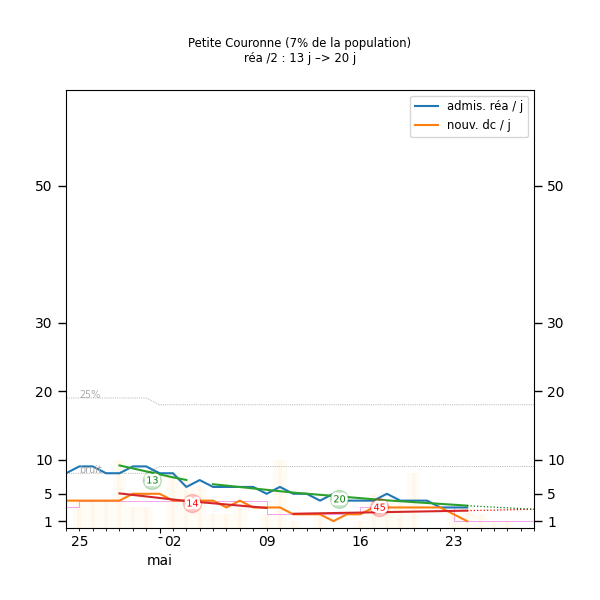 Petite Couronne (7% de la population)
réa /2 : 13 j –> 20 j
admis. réa / j
nouv. dc / j
50 50
30 30
20 20
25%
10 10
bruit
13
20
14
45
5 5
1 1
25 02 09 16 23
mai